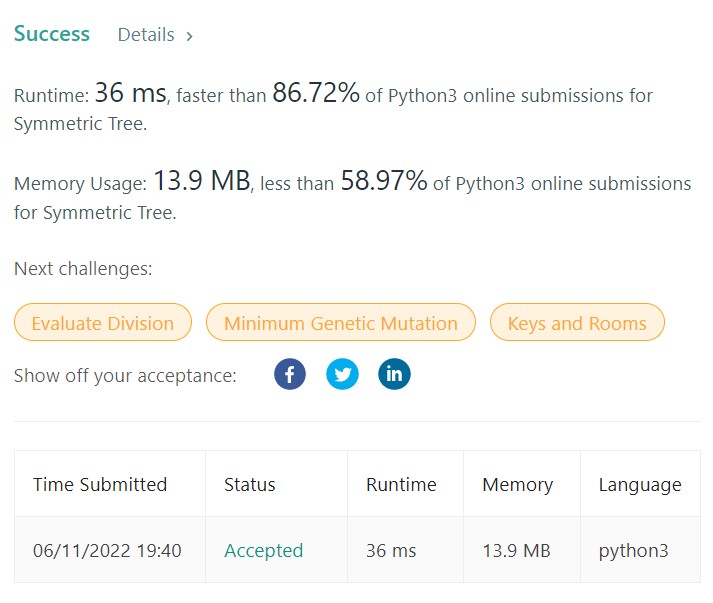 Success Details >
Runtime: 36 ms, faster than 86.72% of Python3 online submissions for
Symmetric Tree.
Memory Usage: 13.9 MB, less than 58.97% of Python3 online submissions
for Symmetric Tree.
Next challenges:
Evaluate Division Minimum Genetic Mutation Keys and Rooms
Show off your acceptance: f in
Time Submitted Status Runtime Memory Language
06/11/2022 19:40 Accepted 36 ms 13.9 MB python3